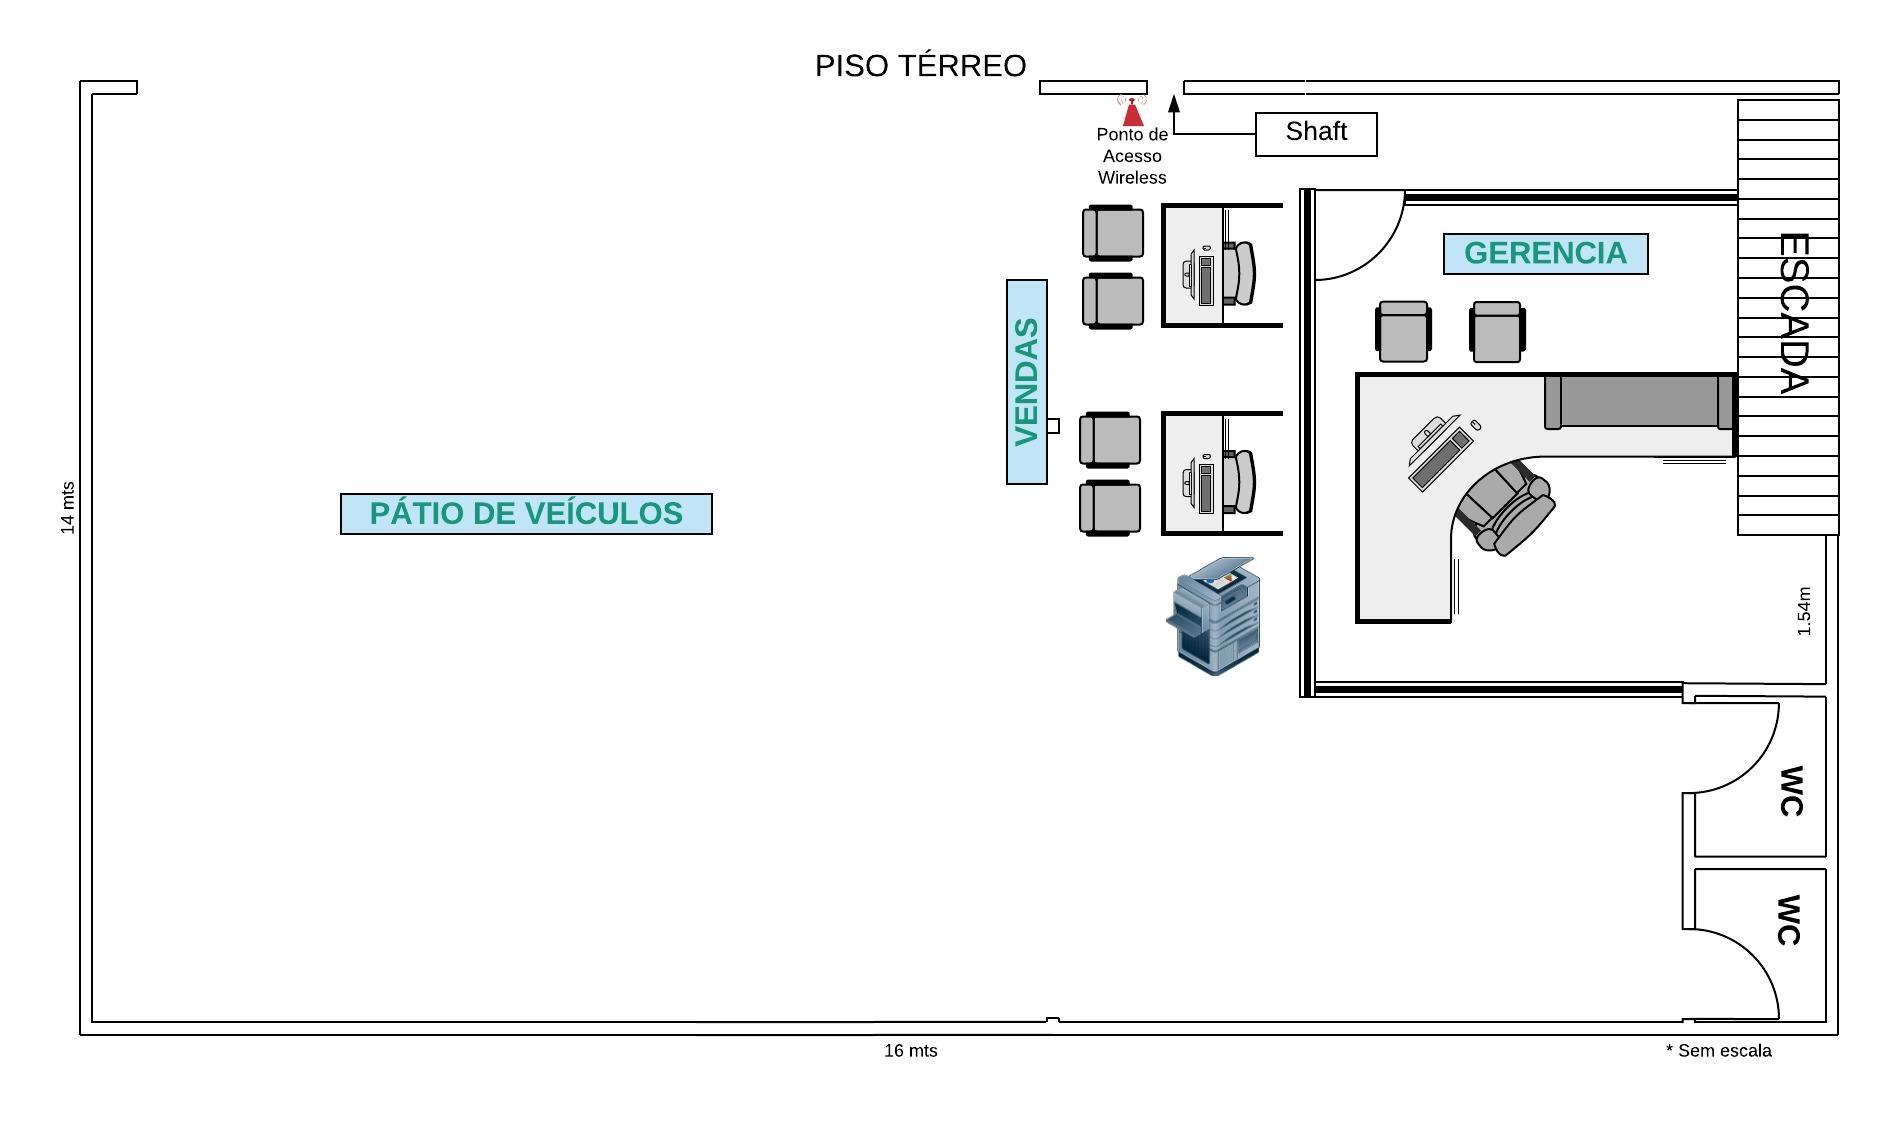 PISO TÉRREO
Ponto de
Acesso
Wireless
Shaft
GERENCIA
ESCADA
VENDAS
14 mts
PÁTIO DE VEÍCULOS
1.54m
WC
WC
16 mts
* Sem escala